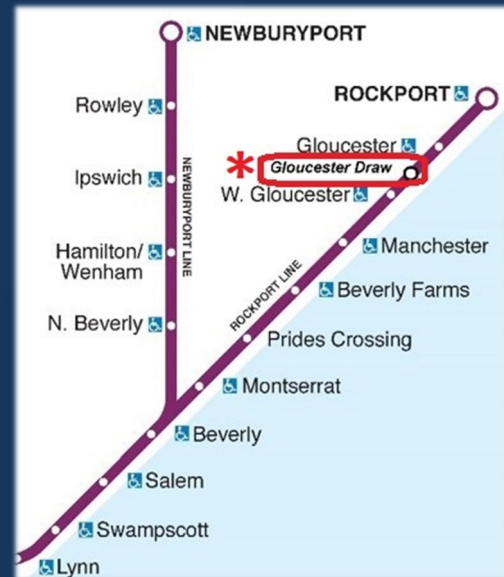 NEWBURYPORT
ROCKPORT
Rowley
Gloucester
* Gloucester Draw
Ipswich
NEWBURYPORT LINE
W. Gloucester
Hamilton/
Wenham
Manchester
ROCKPORT LINE
Beverly Farms
N. Beverly
Prides Crossing
Montserrat
Beverly
Salem
Swampscott
Lynn